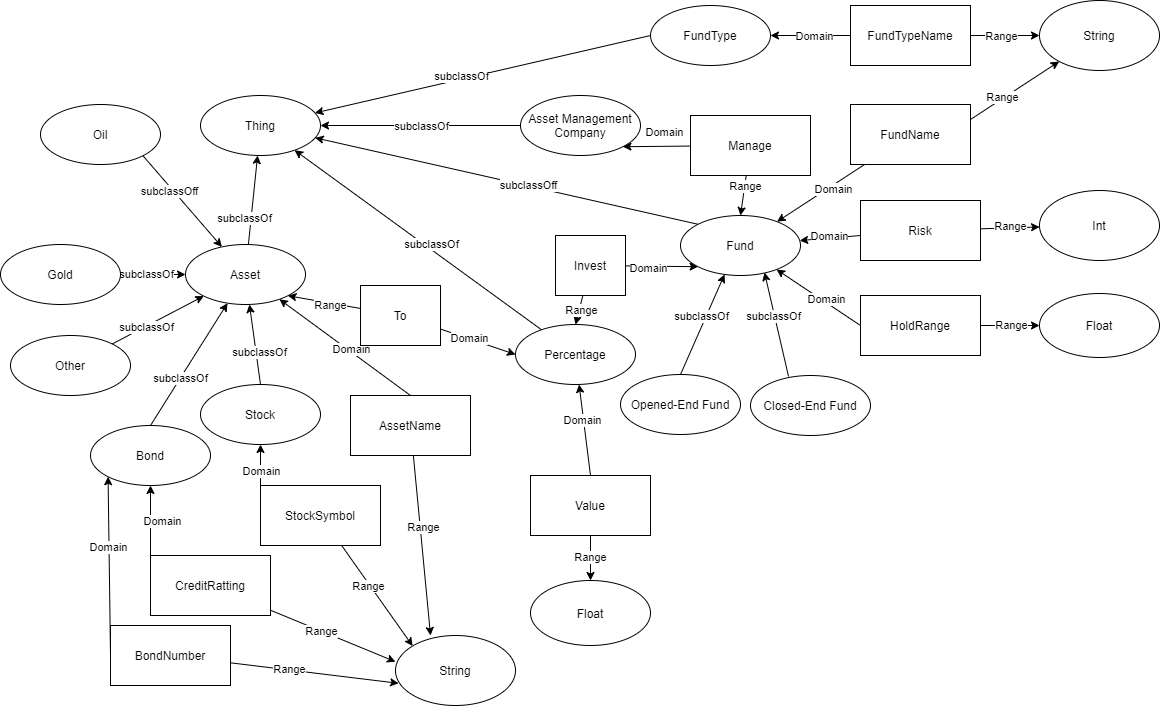 FundType
Domain
FundTypeName
Range
String
subclassOf
Range
Oil
Thing
subclassOf
Asset Management
Company
Domain
Manage
FundName
subclassOff
subclassOff
Range
Domain
subclassOf
Gold
subclassOf
Asset
subclassOf
Invest
Domain
Fund
Domain
Risk
Range
Int
Range
To
Range
Domain
subclassOf
subclassOf
Domain
HoldRange
Range
Float
Other
subclassOf
Domain
Domain
Percentage
subclassOf
subclassOf
Stock
AssetName
Domain
Opened-End Fund
Closed-End Fund
Bond
Domain
StockSymbol
Range
Value
Domain
Domain
CreditRatting
Range
Range
Float
Range
BondNumber
Range
String